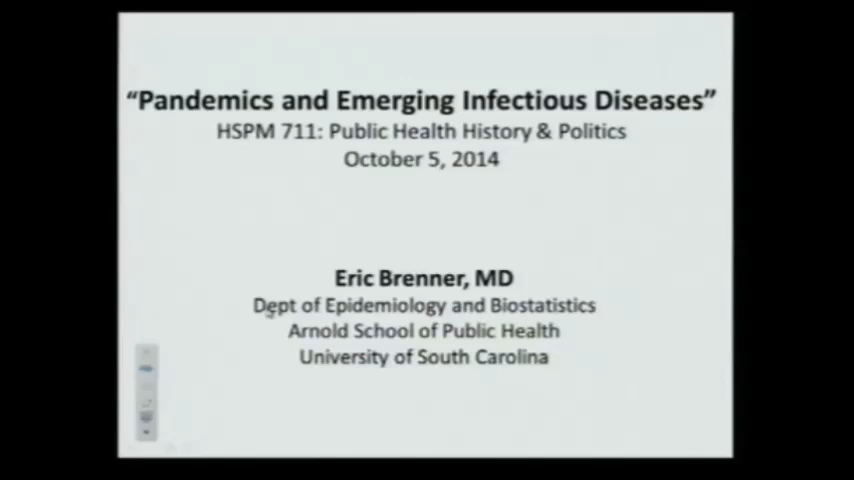 “Pandemics and Emerging Infectious Diseases”
HSPM 711: Public Health History & Politics
October 5, 2014
Eric Brenner, MD
Dept of Epidemiology and Biostatistics
Arnold School of Public Health
University of South Carolina